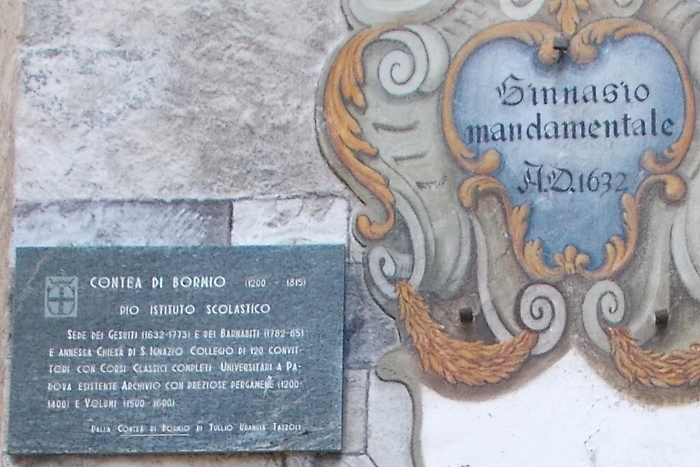 CONTEA DI BORMIO (1200 - 1815)
PIO ISTITUTO SCOLASTICO
SEDE DEI GESUITI (1632-1773) E DEI BARNABITI (1782-85)
E ANNESSA CHIESA DI S. IGNAZIO COLLEGIO DI 120 CONVIT-
TORI CON CORSI CLASSICI COMPLETI UNIVERSITARI A PA-
DOVA ESISTENTE ARCHIVIO CON PREZIOSE PERGAMENE (1200-
1400) E VOLUMI (1500-1600)
DALLA CONTEA DI BORMIO DI TULLIO URANGIA TAZZOLI
Ginnasio
mandamentale
A.D.1632